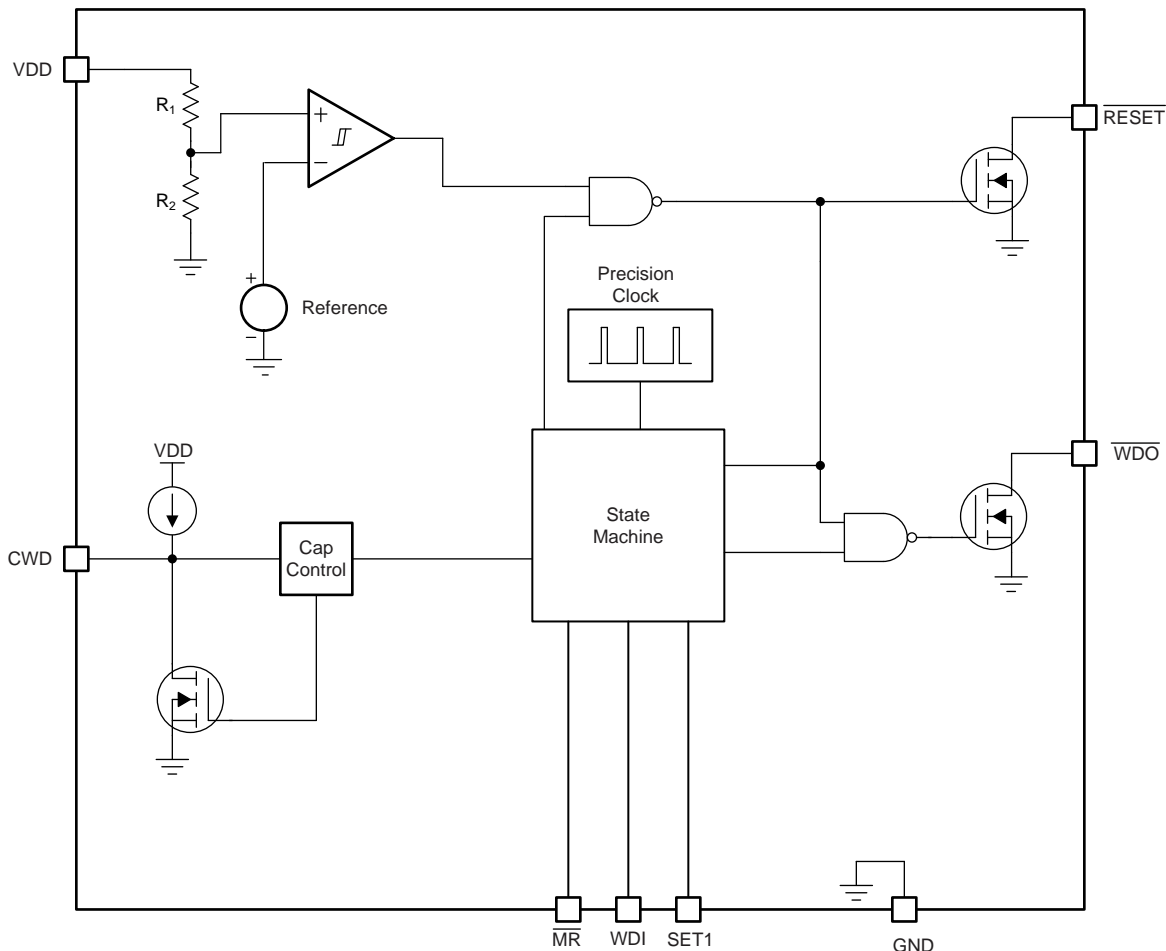 VDD
R₁
R₂
+
−
RESET
+
−
Reference
Precision
Clock
VDD
WDO
State
Machine
CWD
Cap
Control
MR
WDI
SET1
GND